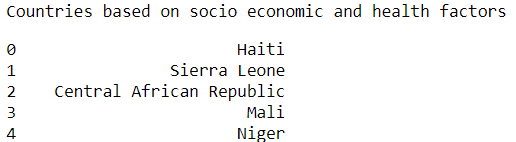 Countries based on socio economic and health factors
0 Haiti
1 Sierra Leone
2 Central African Republic
3 Mali
4 Niger